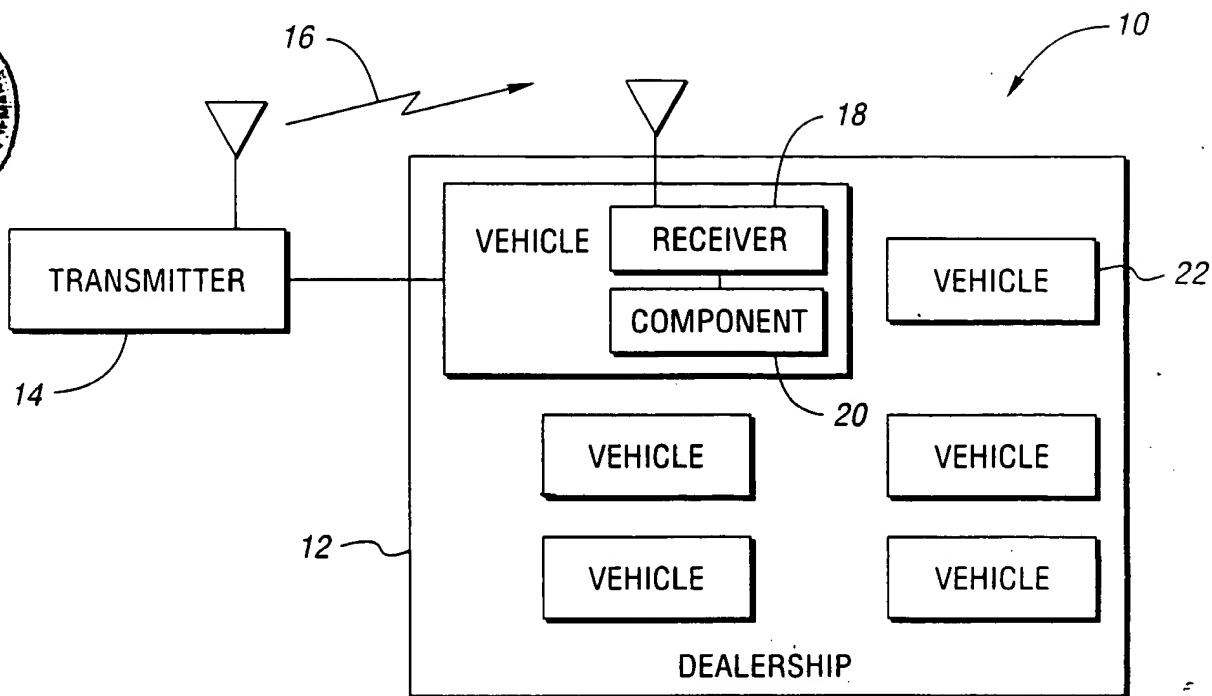 10
16
18
VEHICLE
RECEIVER
TRANSMITTER
VEHICLE
22
COMPONENT
14
20
VEHICLE
VEHICLE
12
VEHICLE
VEHICLE
DEALERSHIP